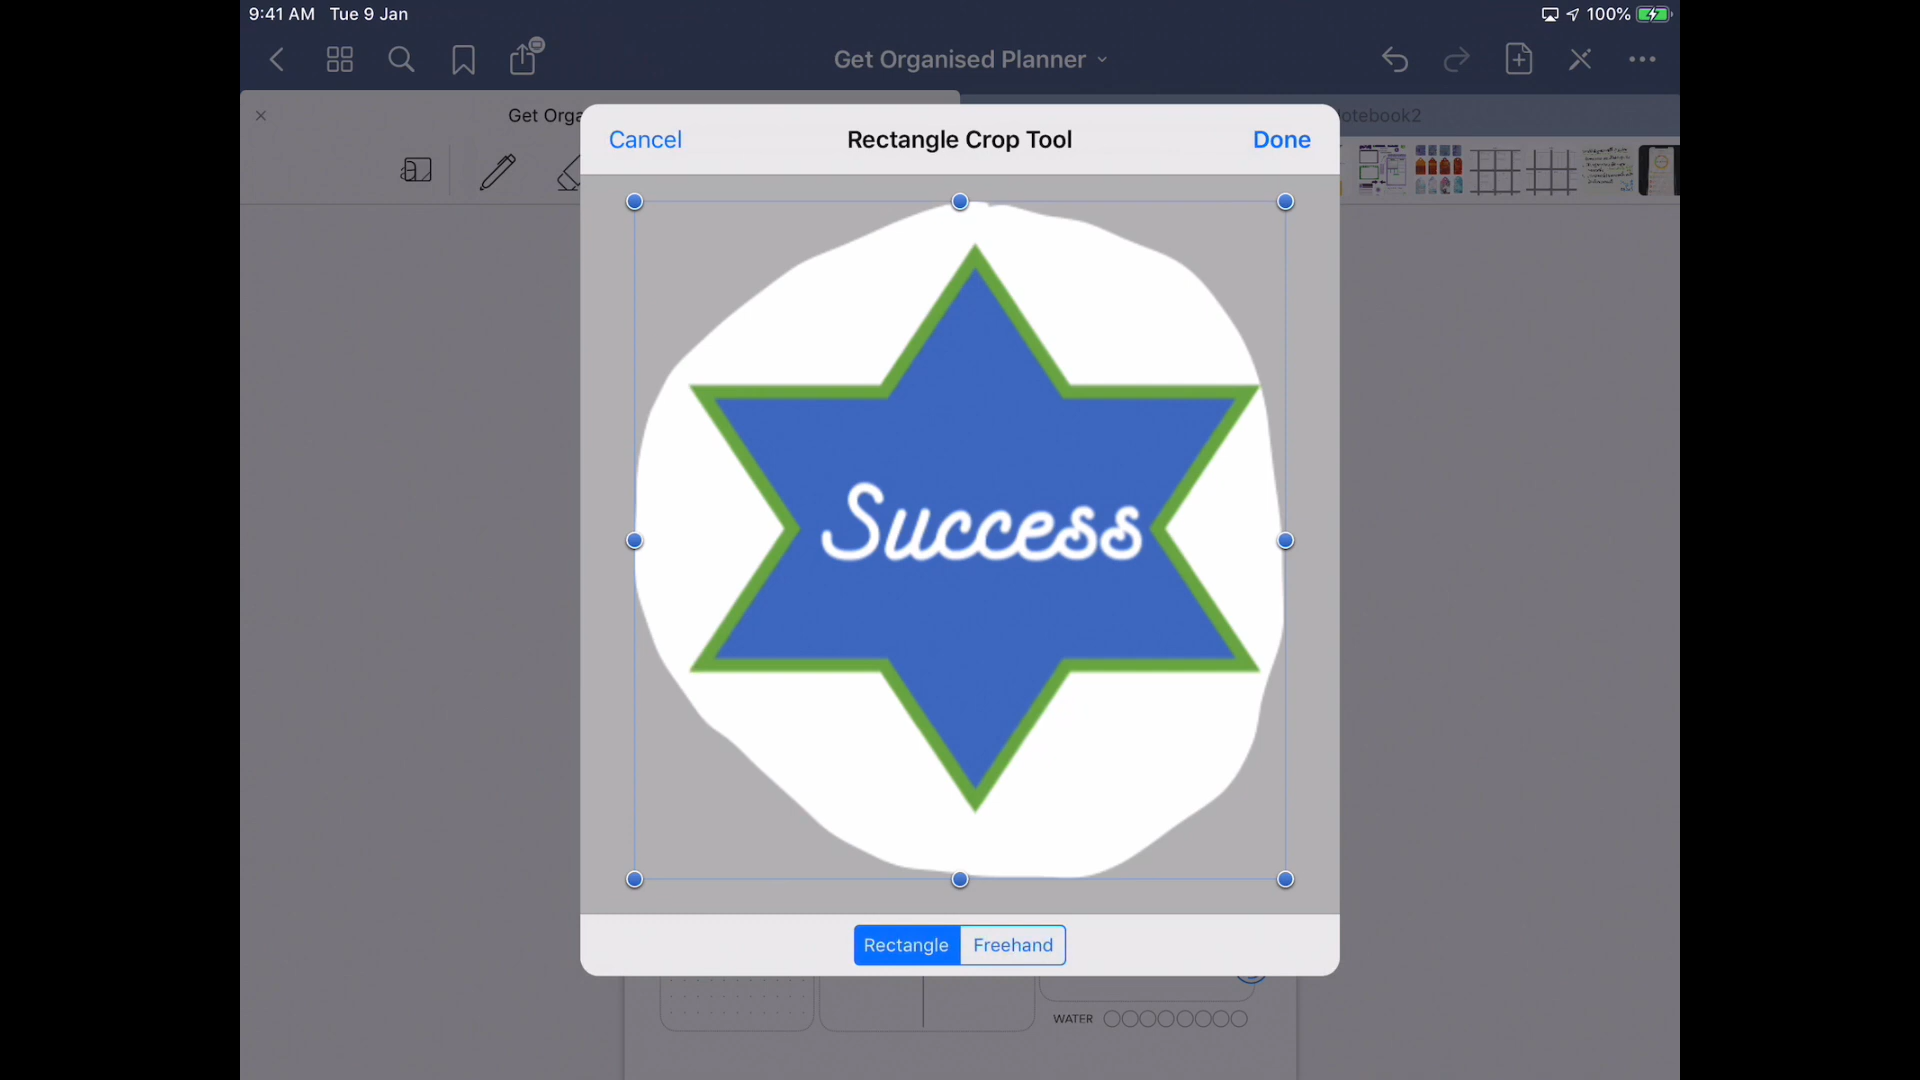 9:41 AM Tue 9 Jan
100%
Get Organised Planner
Get Orga
otebook2
Cancel
Rectangle Crop Tool
Done
Success
Rectangle
Freehand
WATER